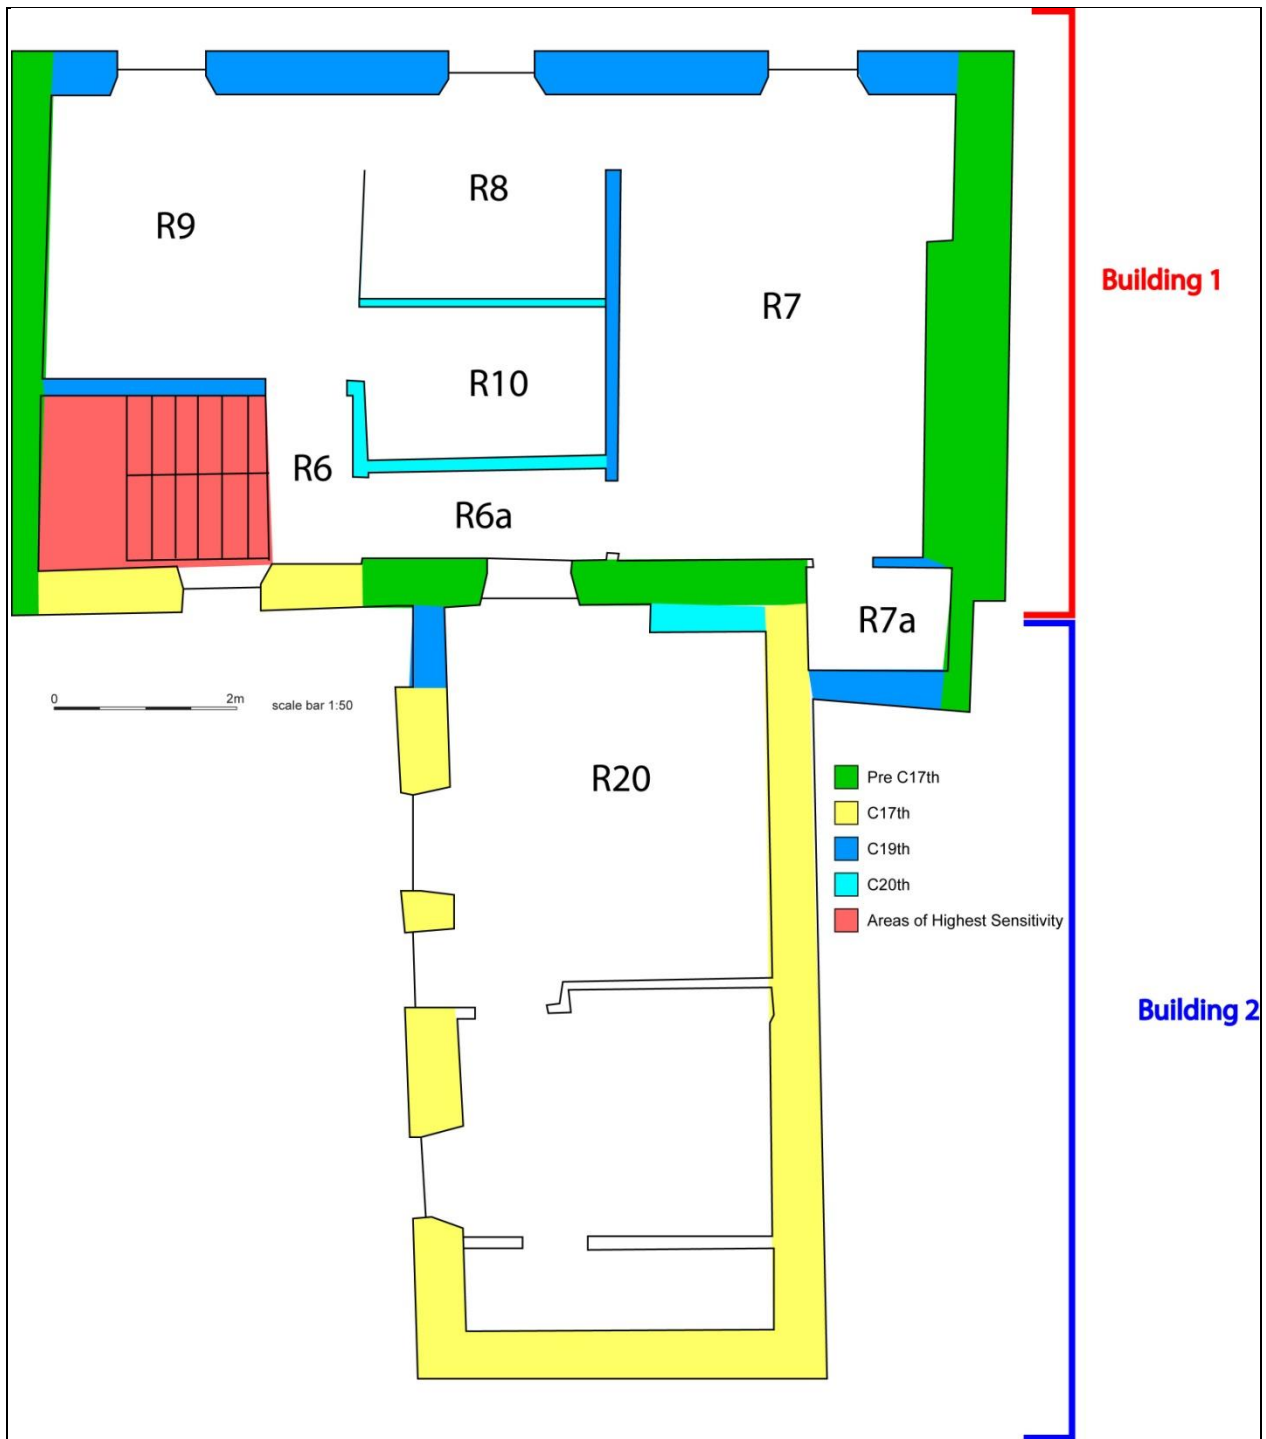 R8
R9
Building 1
R7
R10
R6
R6a
R7a
0 2m
scale bar 1:50
R20
Pre C17th
C17th
C19th
C20th
Areas of Highest Sensitivity
Building 2